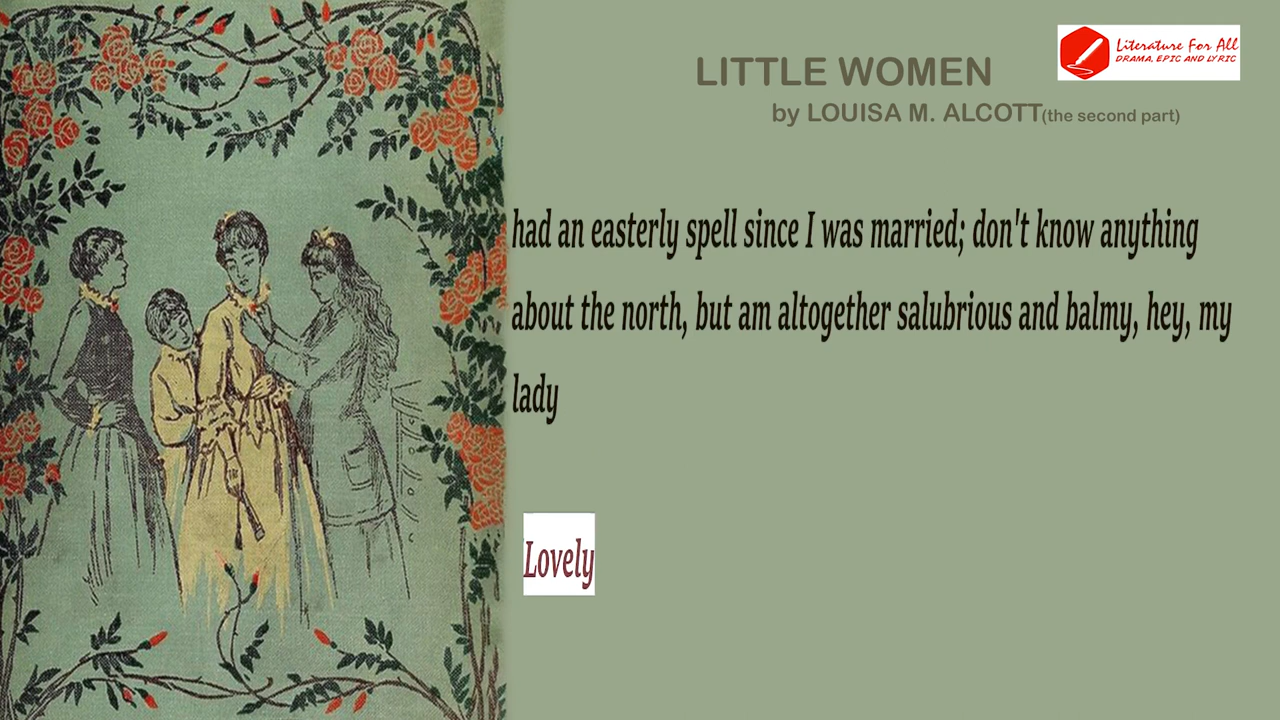 LITTLE WOMEN
Literature For All
DRAMA, EPIC AND LYRIC
by LOUISA M. ALCOTT(the second part)
had an easterly spell since I was married; don't know anything
about the north, but am altogether salubrious and balmy, hey, my
lady
Lovely